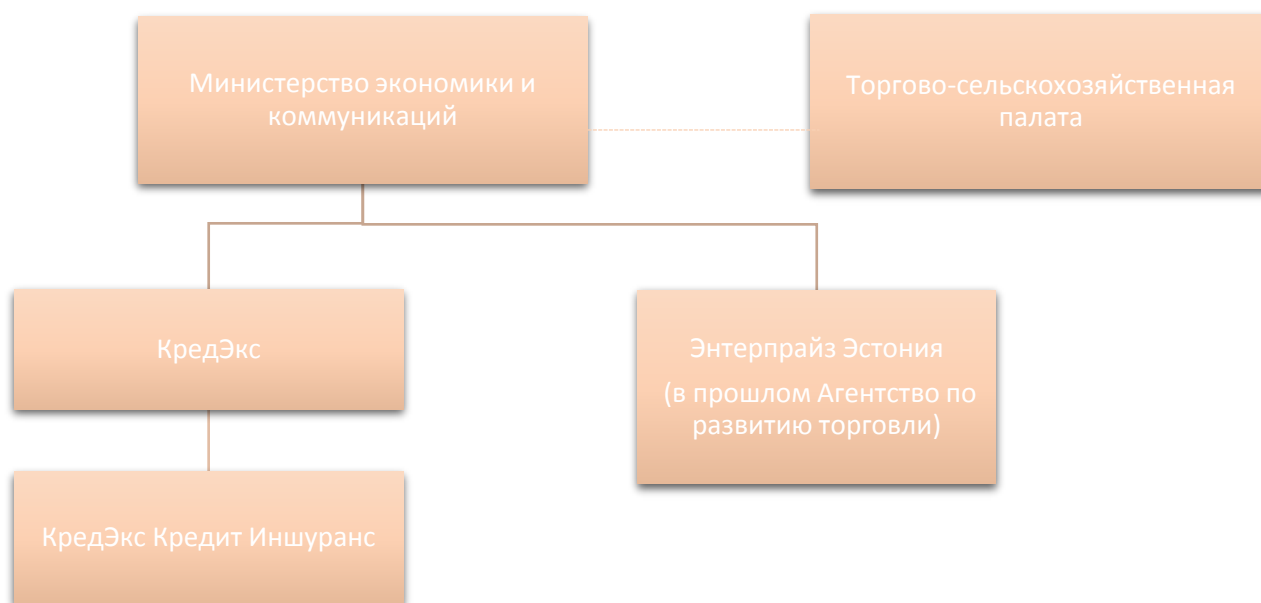 Министерство экономики и
коммуникаций
Торгово-сельскохозяйственная
палата
КредЭкс
Энтерпрайз Эстония
(в прошлом Агентство по
развитию торговли)
КредЭкс Кредит Иншуранс